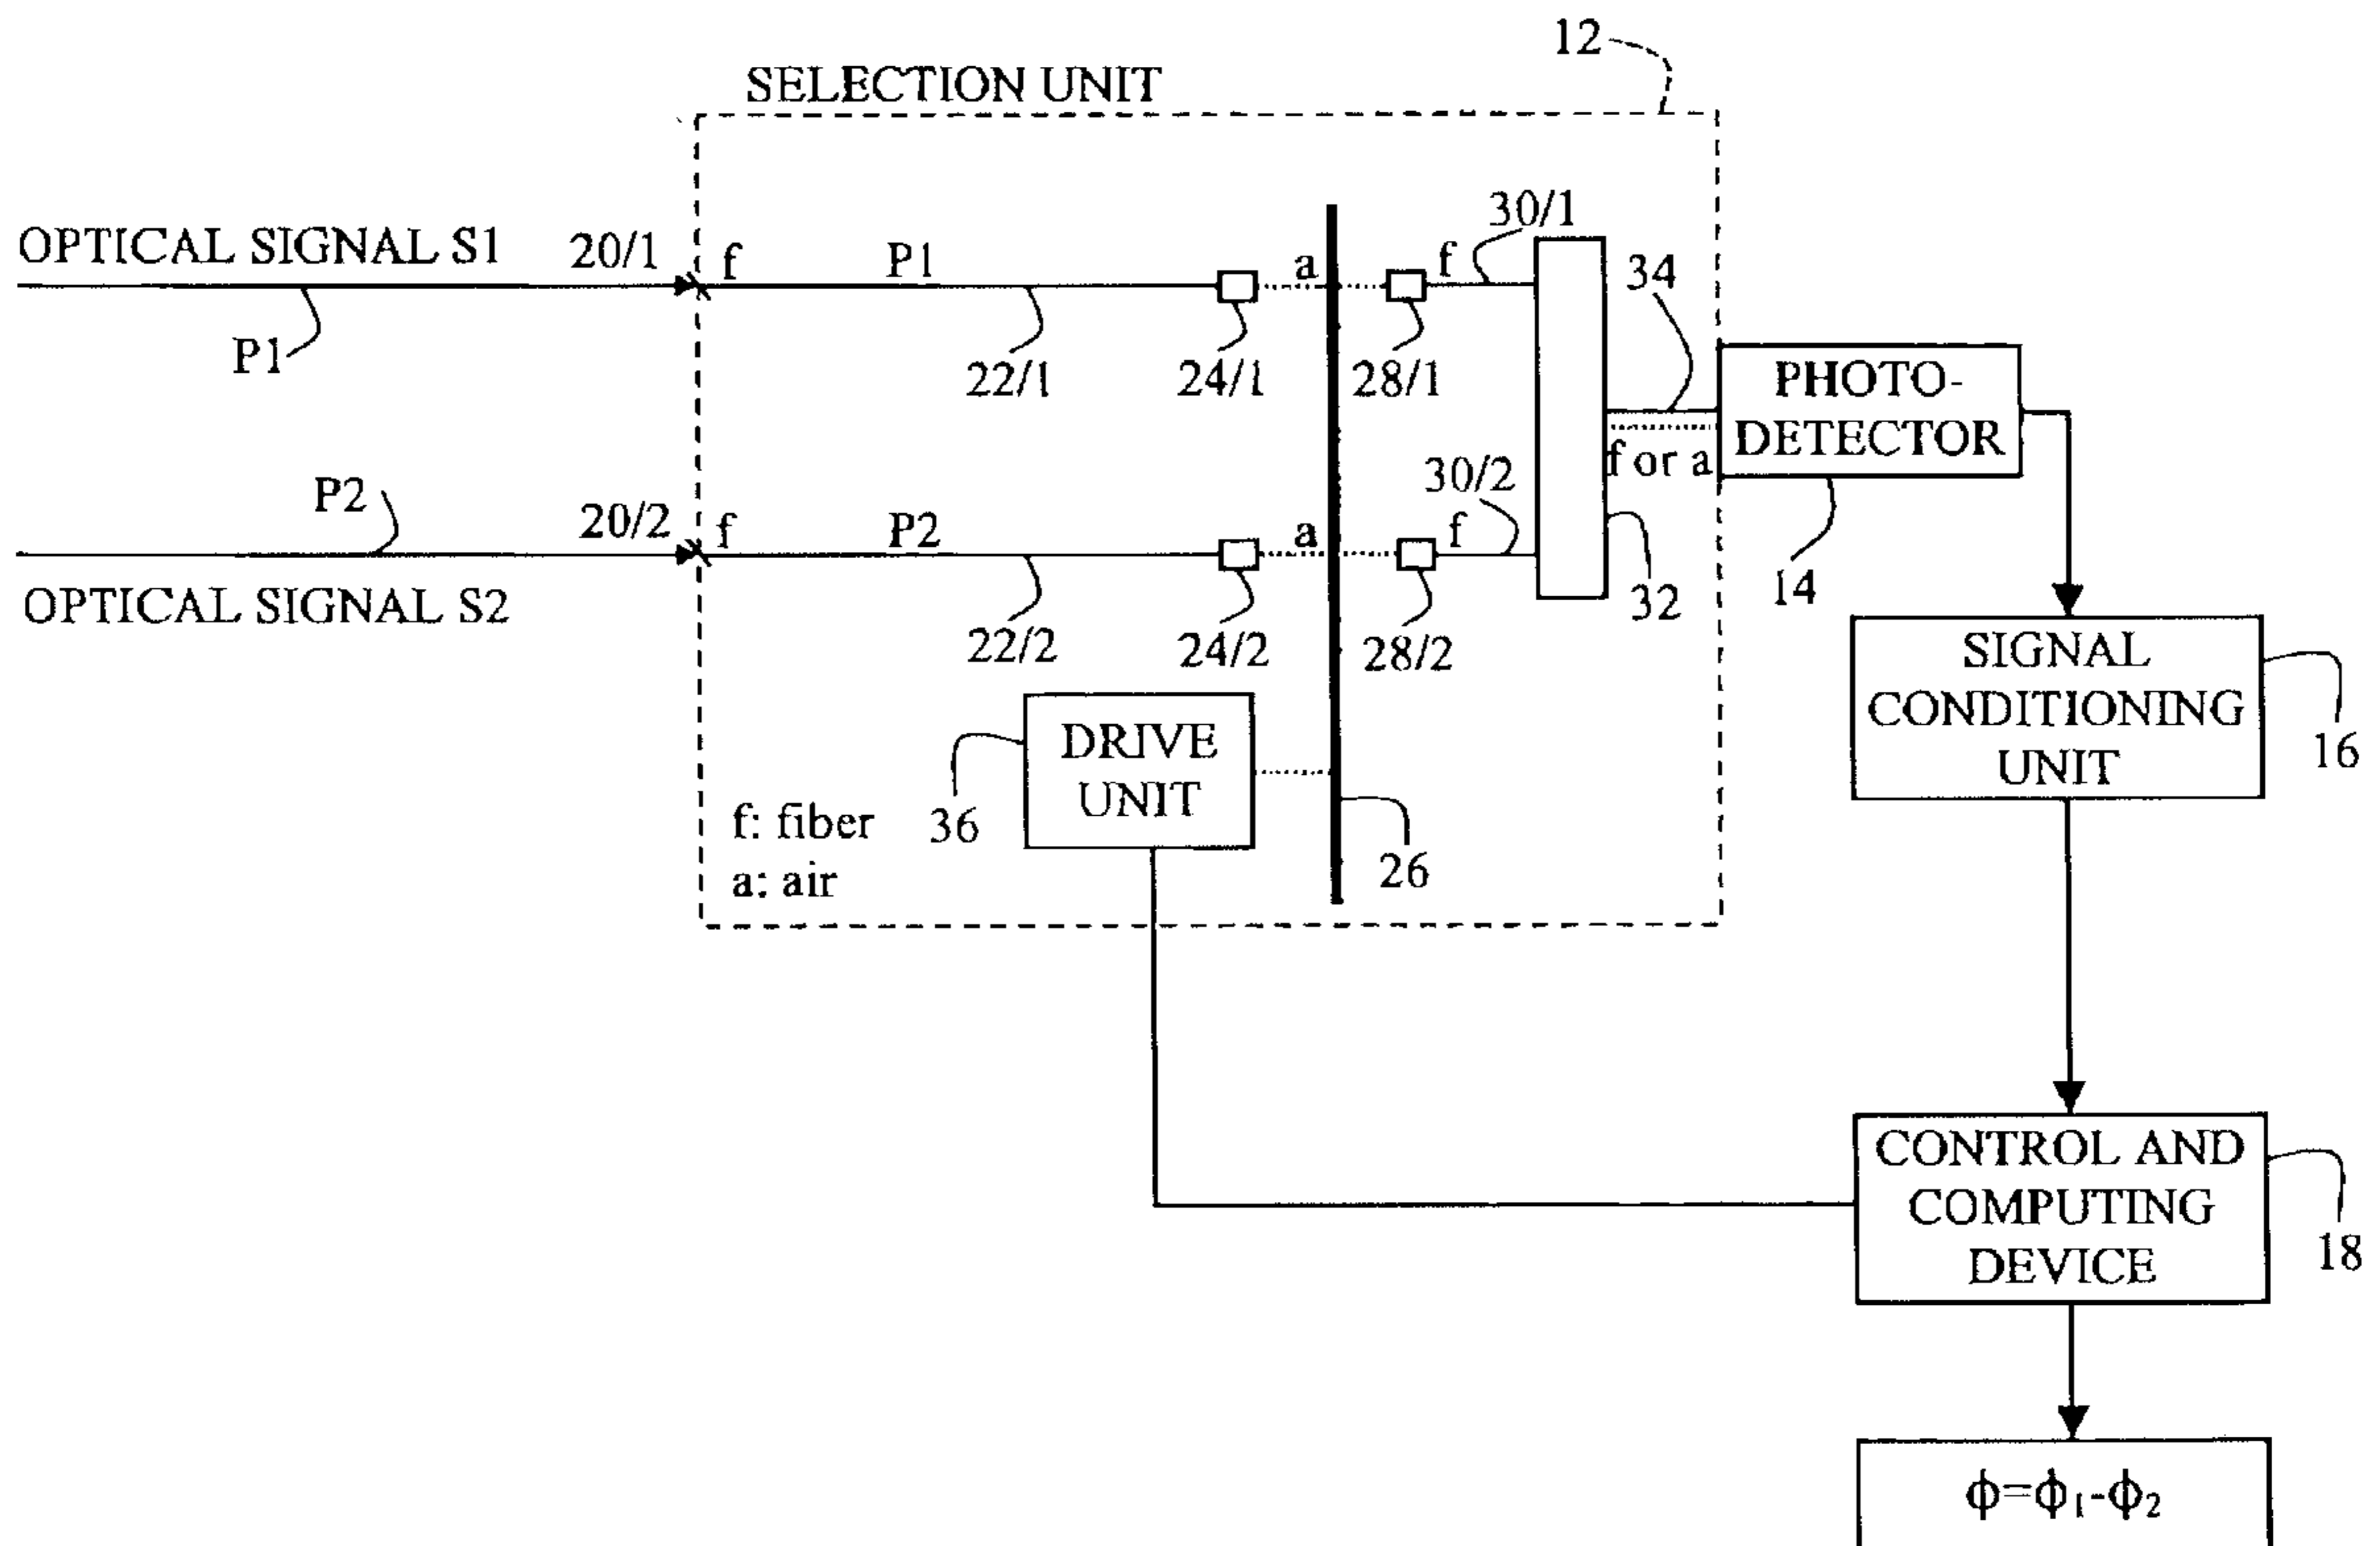 12
SELECTION UNIT
OPTICAL SIGNAL S1
20/1
f
P1
a
30/1
f
34
P1
22/1
24/1
28/1
PHOTO-
DETECTOR
f or a
P2
20/2
f
P2
a
30/2
f
OPTICAL SIGNAL S2
22/2
24/2
28/2
32
14
SIGNAL
CONDITIONING
UNIT
16
DRIVE
UNIT
36
f: fiber
a: air
26
CONTROL AND
COMPUTING
DEVICE
18
ϕ=ϕ₁-ϕ₂